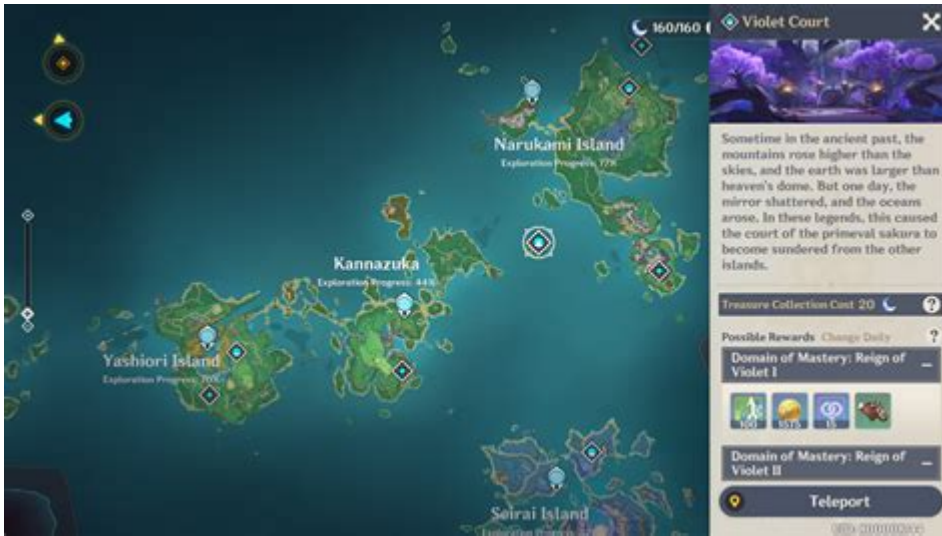 160/160
Violet Court
Sometime in the ancient past, the
mountains rose higher than the
skies, and the earth was larger than
heaven's dome. But one day, the
mirror shattered, and the oceans
arose. In these legends, this caused
the court of the primeval sakura to
become sundered from the other
islands.
Treasure Collection Cost 20
?
Possible Rewards Change Daily
?
Domain of Mastery: Reign of
Violet I
100
1575
15
Domain of Mastery: Reign of
Violet II
Teleport
Narukami Island
Exploration Progress: 77%
Kannazuka
Exploration Progress: 44%
Yashiori Island
Exploration Progress:
Seirai Island
Exploration Progress: